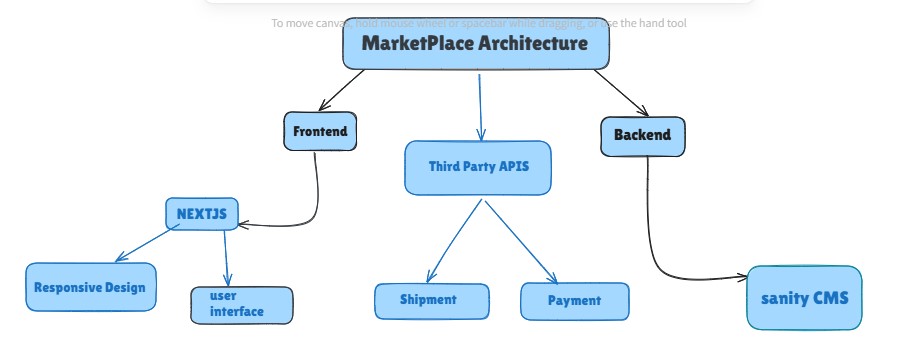 To move canvas, hold mouse wheel or spacebar while dragging, or use the hand tool
MarketPlace Architecture
Frontend
Third Party APIS
Backend
NEXTJS
Responsive Design
user
interface
Shipment
Payment
sanity CMS